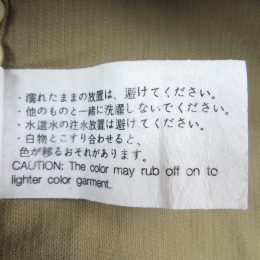 ・濡れたままの放置は、避けてください。
・他のものと一緒に洗濯しないでください。
・水道水の注水放置は避けてください。
・白物とこすり合わせると、
色が移るおそれがあります。
CAUTION: The color may rub off on to
lighter color garment.